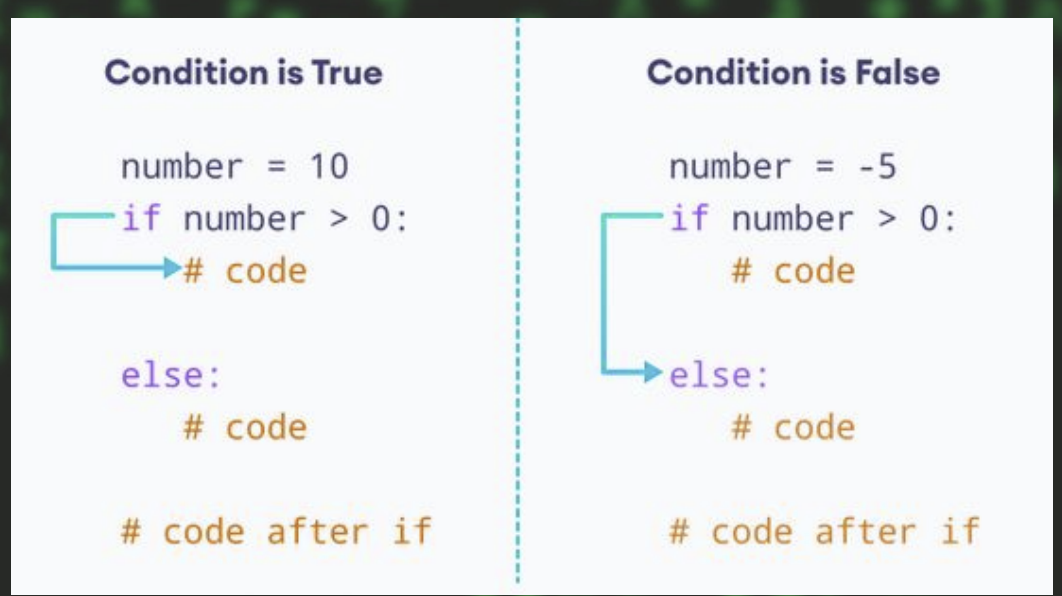 Condition is True
number = 10
if number > 0:
# code
else:
# code
# code after if
Condition is False
number = -5
if number > 0:
# code
else:
# code
# code after if